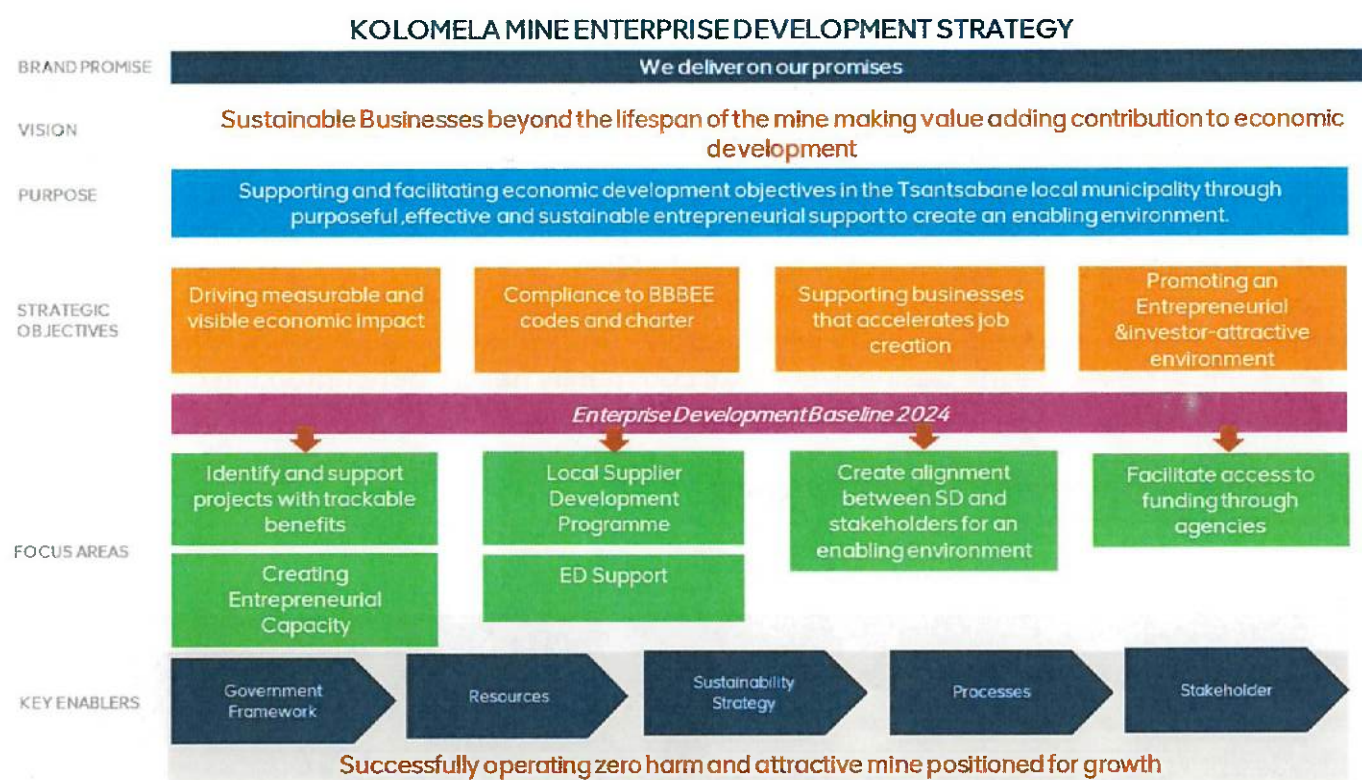 KOLOMELA MINE ENTERPRISE DEVELOPMENT STRATEGY
BRAND PROMISE
We deliver on our promises
VISION
Sustainable Businesses beyond the lifespan of the mine making value adding contribution to economic
development
PURPOSE
Supporting and facilitating economic development objectives in the Tsantsabane local municipality through
purposeful ,effective and sustainable entrepreneurial support to create an enabling environment.
STRATEGIC
OBJECTIVES
Driving measurable and
visible economic impact
Compliance to BBBEE
codes and charter
Supporting businesses
that accelerates job
creation
Promoting an
Entrepreneurial
&investor-attractive
environment
Enterprise Development Baseline 2024
FOCUS AREAS
Identify and support
projects with trackable
benefits
Local Supplier
Development
Programme
Create alignment
between SD and
stakeholders for an
enabling environment
Facilitate access to
funding through
agencies
Creating
Entrepreneurial
Capacity
ED Support
KEY ENABLERS
Government
Framework
Resources
Sustainability
Strategy
Processes
Stakeholder
Successfully operating zero harm and attractive mine positioned for growth